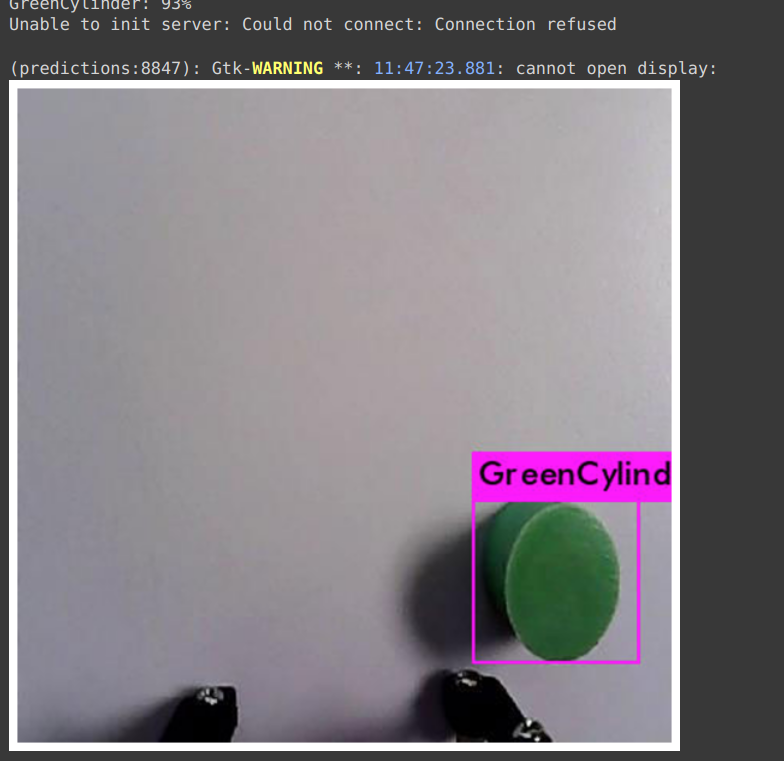 GreenCylinder: 93%
Unable to init server: Could not connect: Connection refused
(predictions:8847): Gtk-WARNING **: 11:47:23.881: cannot open display:
GreenCylind